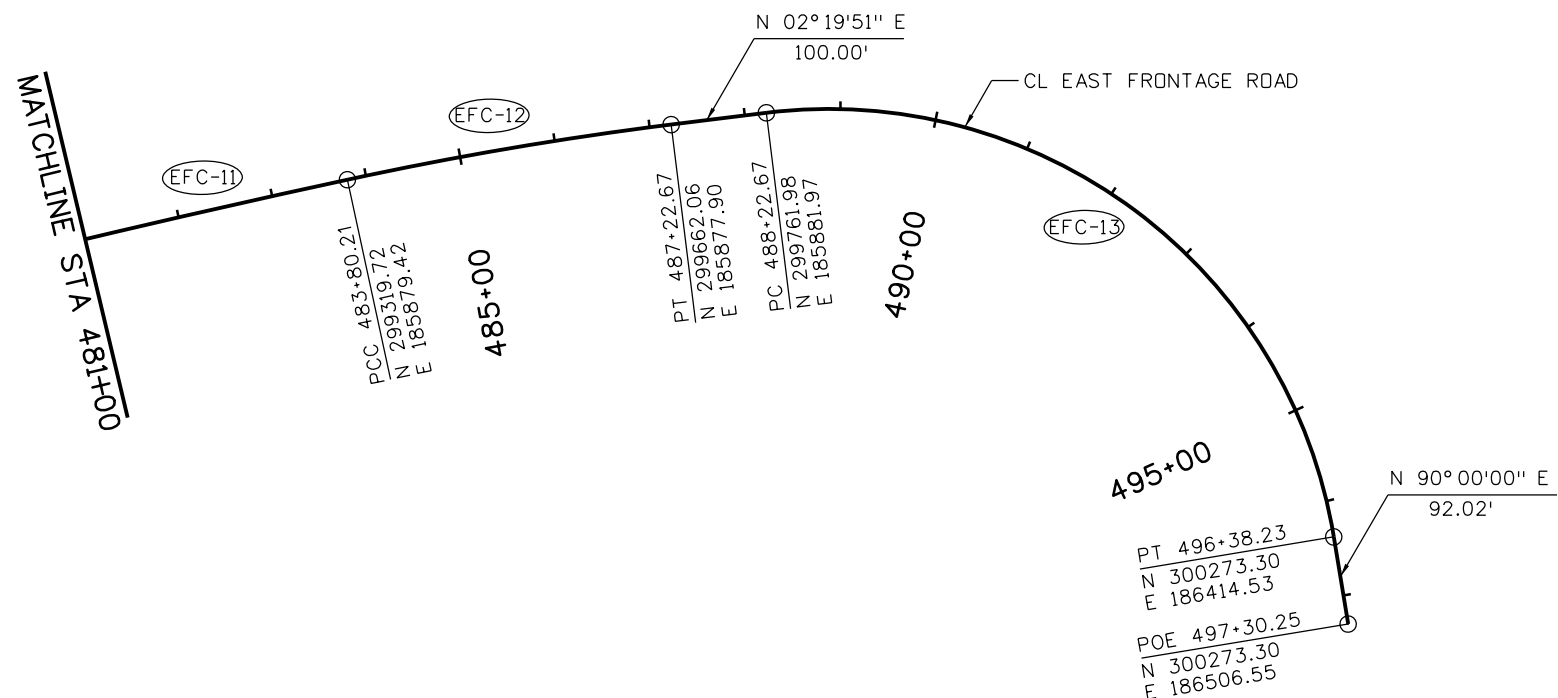 MATCHLINE STA 481+00
EFC-11
PCC 483+80.21
N 299319.72
E 185879.42
EFC-12
485+00
PT 487+22.67
N 299662.06
E 185877.90
N 02°19'51" E
100.00'
PC 488+22.67
N 299761.98
E 185881.97
490+00
CL EAST FRONTAGE ROAD
EFC-13
495+00
N 90°00'00" E
92.02'
PT 496+38.23
N 300273.30
E 186414.53
POE 497+30.25
N 300273.30
E 186506.55